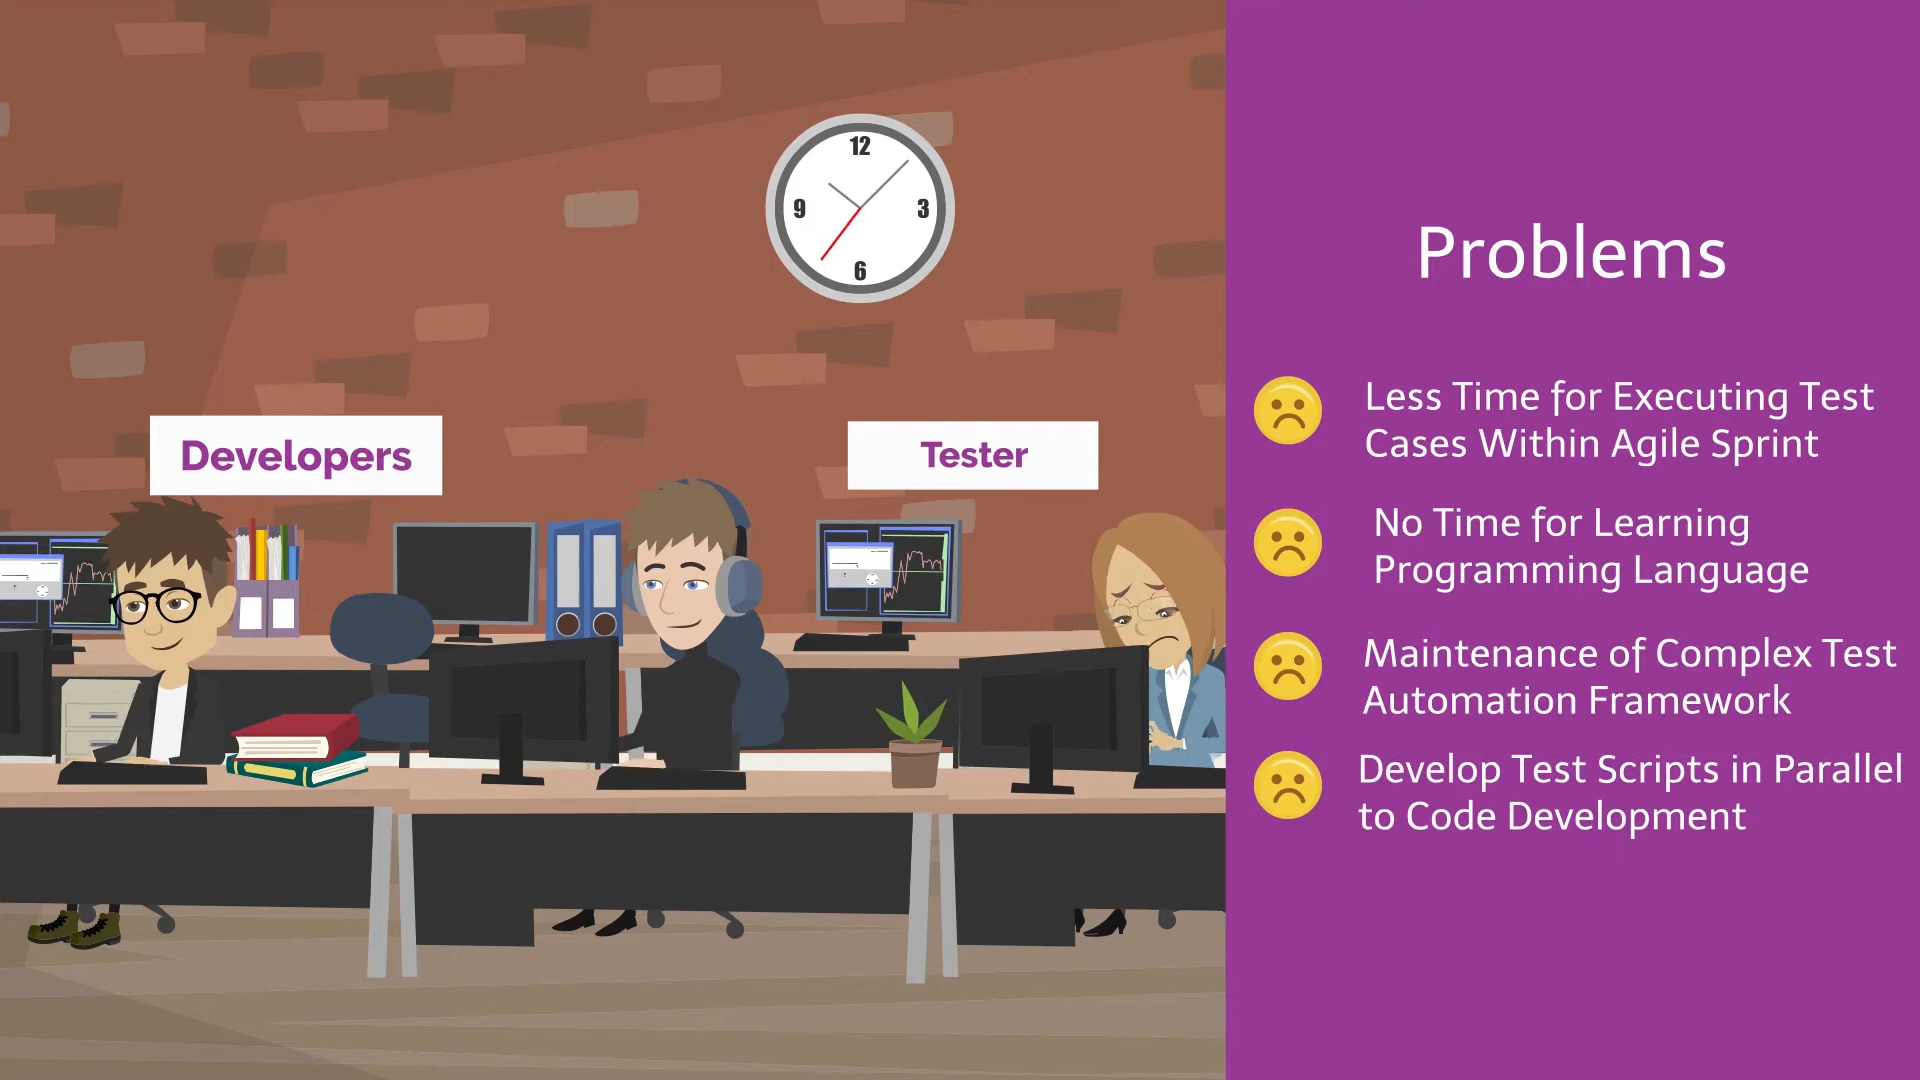 12
9
3
6
Developers
Tester
Problems
Less Time for Executing Test
Cases Within Agile Sprint
No Time for Learning
Programming Language
Maintenance of Complex Test
Automation Framework
Develop Test Scripts in Parallel
to Code Development